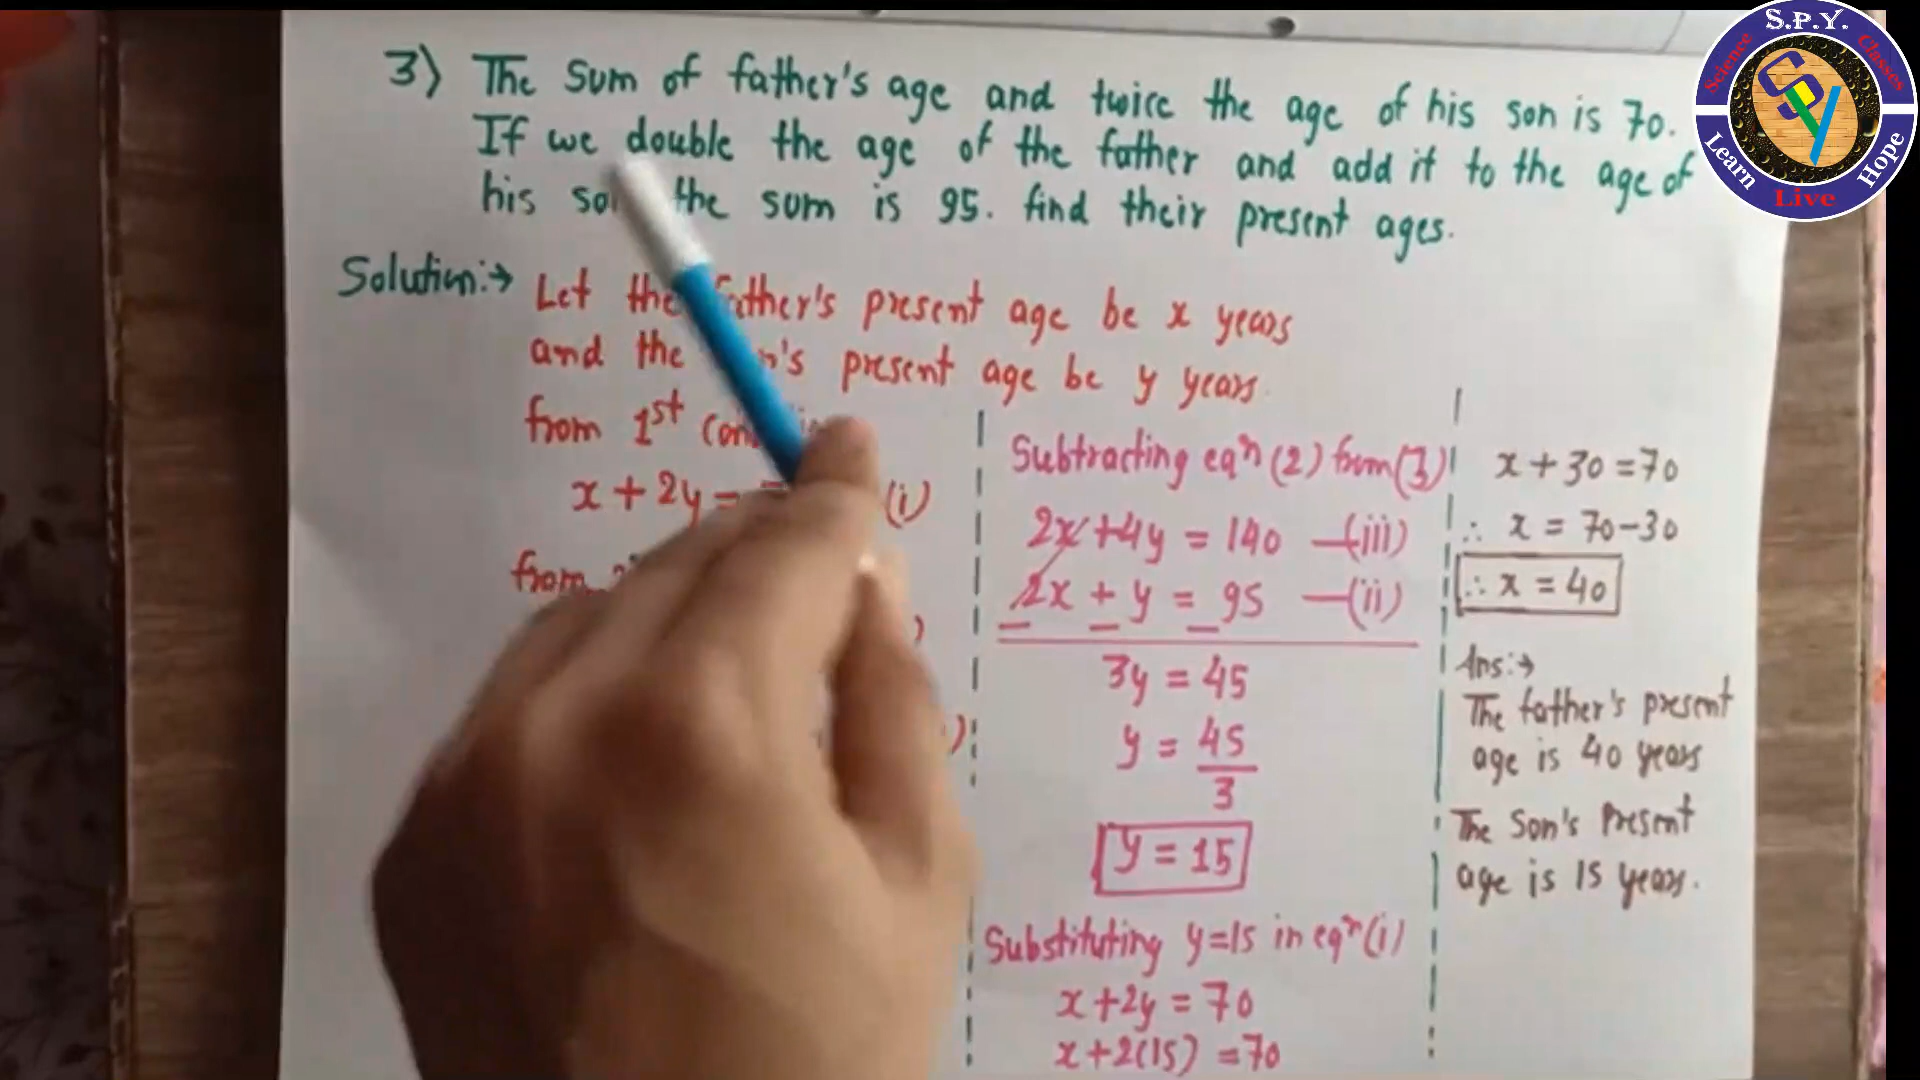 3) The sum of father's age and twice the age of his son is 70.
If we double the age of the father and add it to the age of
his the sum is 95. find their present ages.
Solution:→ Let the father's present age be x years
and the present age be y years.
from 1st
x + 2y = (i)
from
Subtracting eqⁿ (2) from (3)
2x + 4y = 140 —(iii)
2x + y = 95 —(ii)
3y = 45
y = 45
3
y = 15
Substituting y=15 in eqⁿ(i)
x + 2y = 70
x + 2(15) = 70
x + 30 = 70
∴ x = 70-30
∴ x = 40
Ans:→
The father's present
age is 40 years
The Son's Present
age is 15 years.
S.P.Y.
Science Classes
SPY
Learn Live Hope